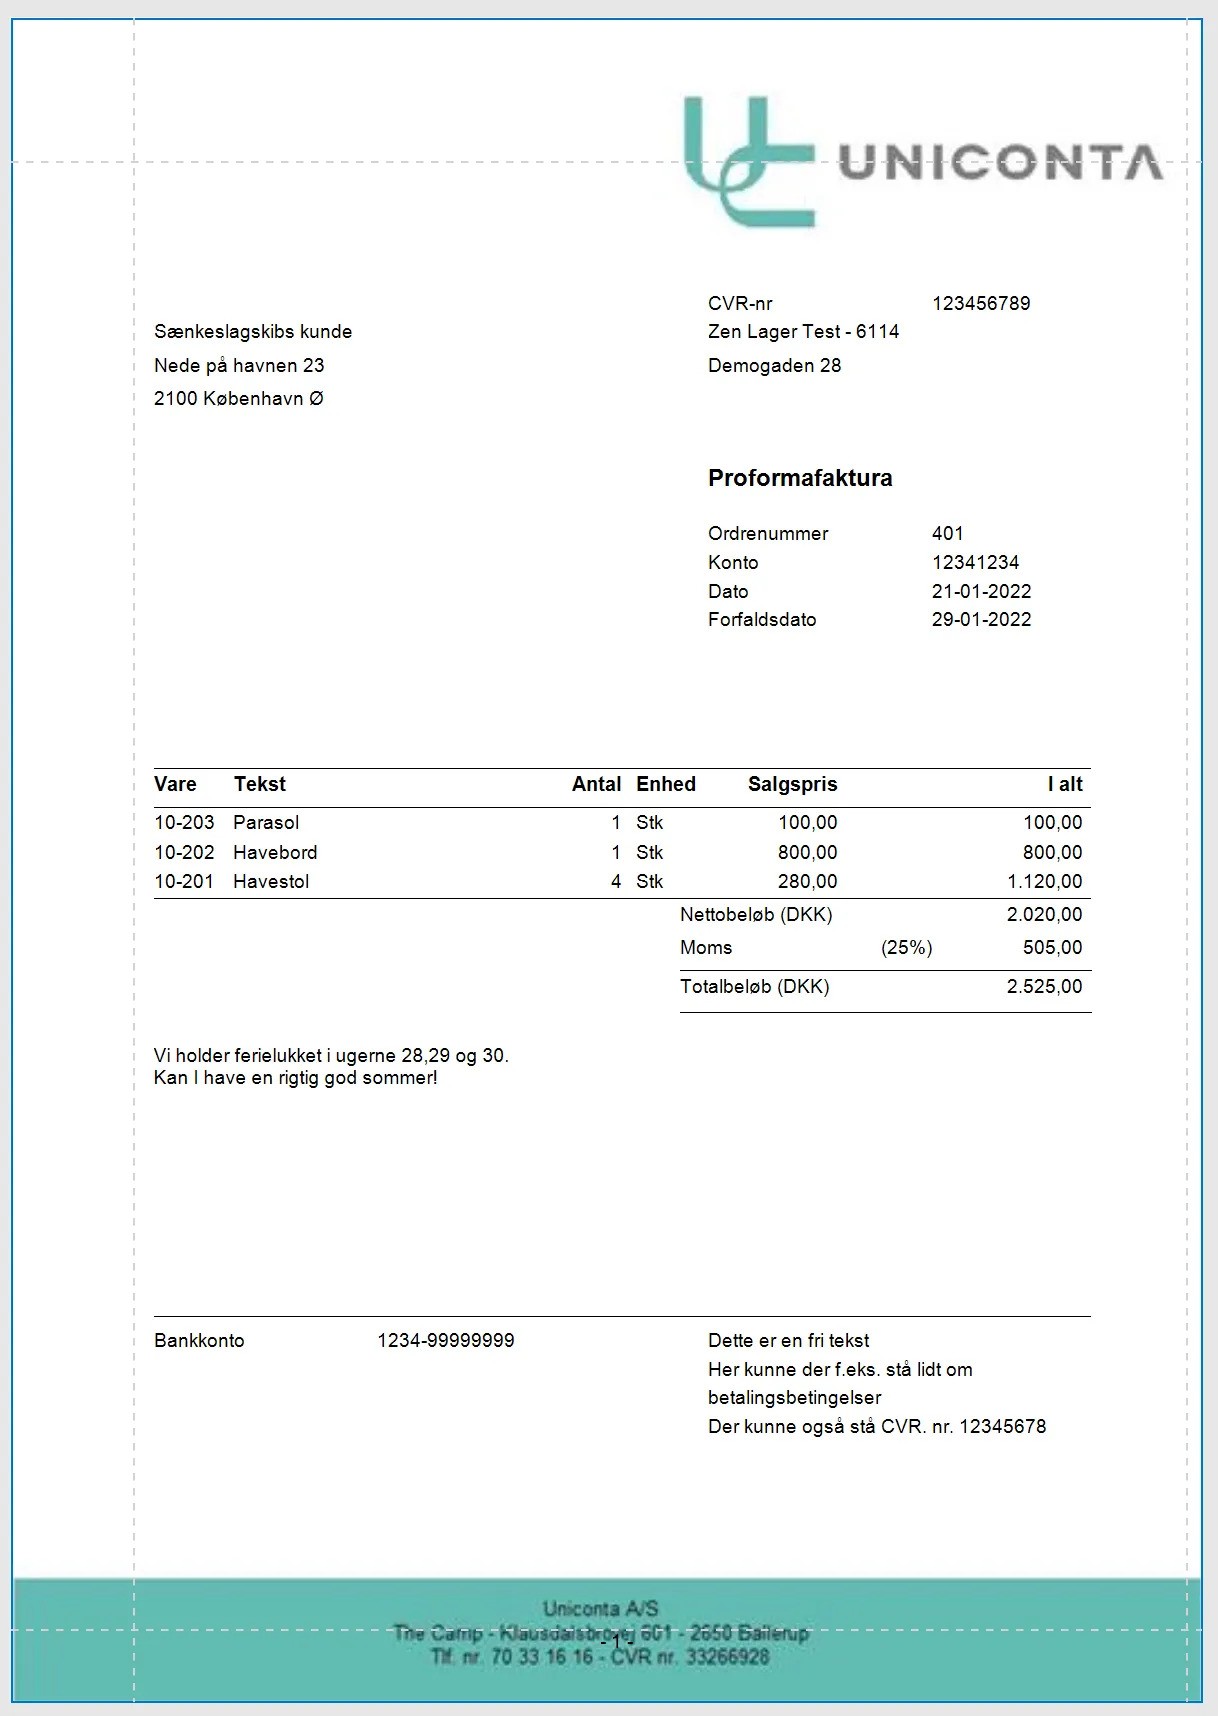 UNICONTA
CVR-nr 123456789
Sænkeslagskibs kunde Zen Lager Test - 6114
Nede på havnen 23 Demogaden 28
2100 København Ø
Proformafaktura
Ordrenummer 401
Konto 12341234
Dato 21-01-2022
Forfaldsdato 29-01-2022
Vare Tekst Antal Enhed Salgspris I alt
10-203 Parasol 1 Stk 100,00 100,00
10-202 Havebord 1 Stk 800,00 800,00
10-201 Havestol 4 Stk 280,00 1.120,00
Nettobeløb (DKK) 2.020,00
Moms (25%) 505,00
Totalbeløb (DKK) 2.525,00
Vi holder ferielukket i ugerne 28,29 og 30.
Kan I have en rigtig god sommer!
Bankkonto 1234-99999999 Dette er en fri tekst
Her kunne der f.eks. stå lidt om
betalingsbetingelser
Der kunne også stå CVR. nr. 12345678
Uniconta A/S
The Camp - Klausdalsbrovej 601 - 2650 Ballerup
- 1 -
Tlf. nr. 70 33 16 16 - CVR nr. 33266928